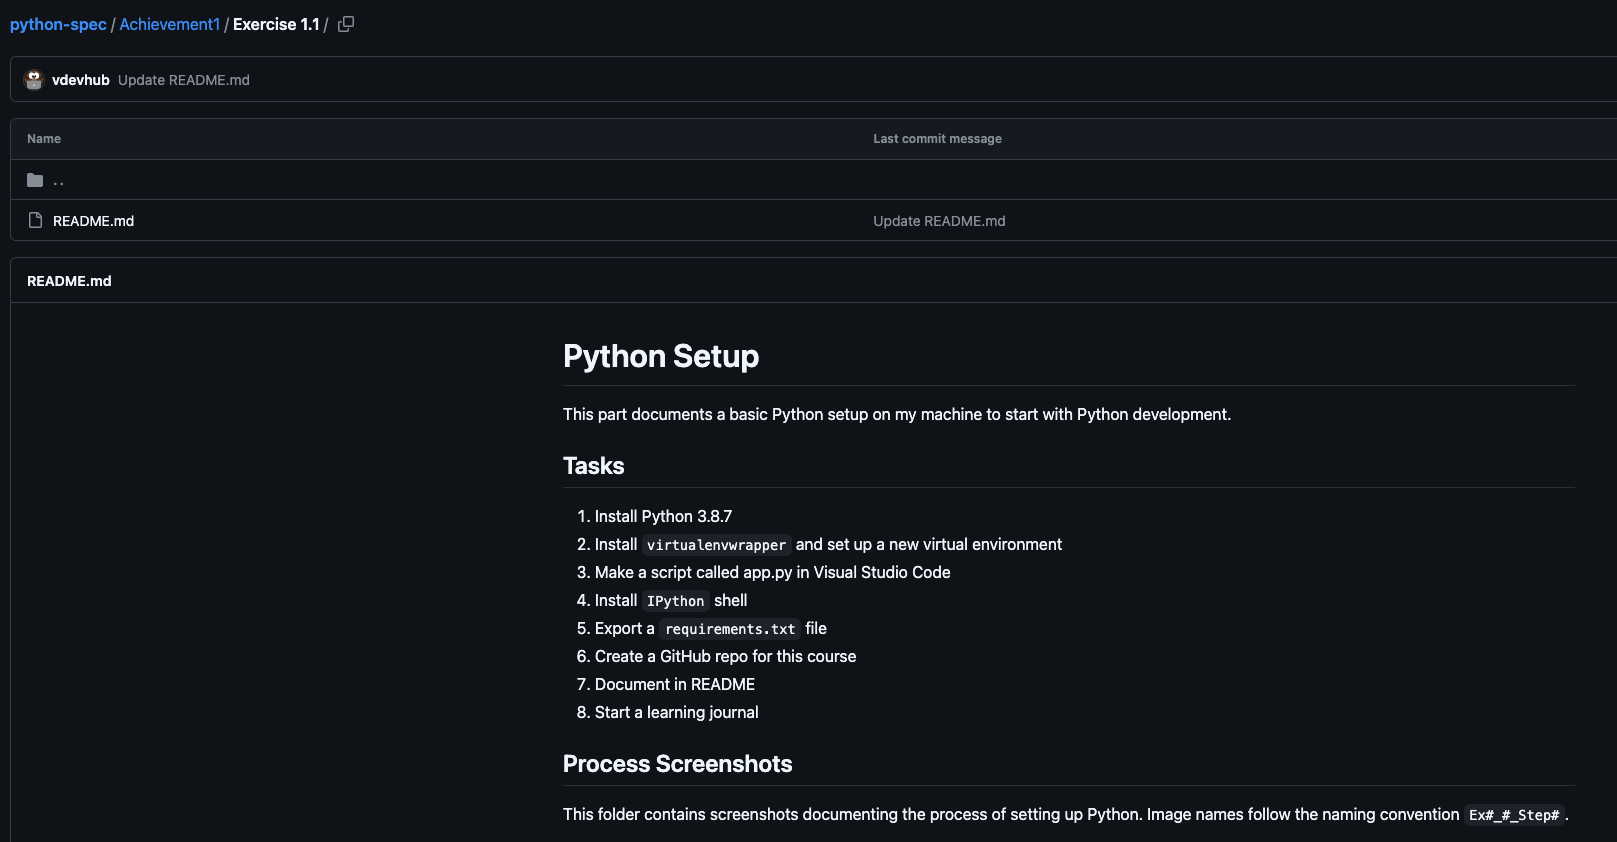 python-spec / Achievement1 / Exercise 1.1 /
vdevhub Update README.md
Name Last commit message
..
README.md Update README.md
README.md
Python Setup
This part documents a basic Python setup on my machine to start with Python development.
Tasks
1. Install Python 3.8.7
2. Install virtualenvwrapper and set up a new virtual environment
3. Make a script called app.py in Visual Studio Code
4. Install IPython shell
5. Export a requirements.txt file
6. Create a GitHub repo for this course
7. Document in README
8. Start a learning journal
Process Screenshots
This folder contains screenshots documenting the process of setting up Python. Image names follow the naming convention Ex#_#_Step#.